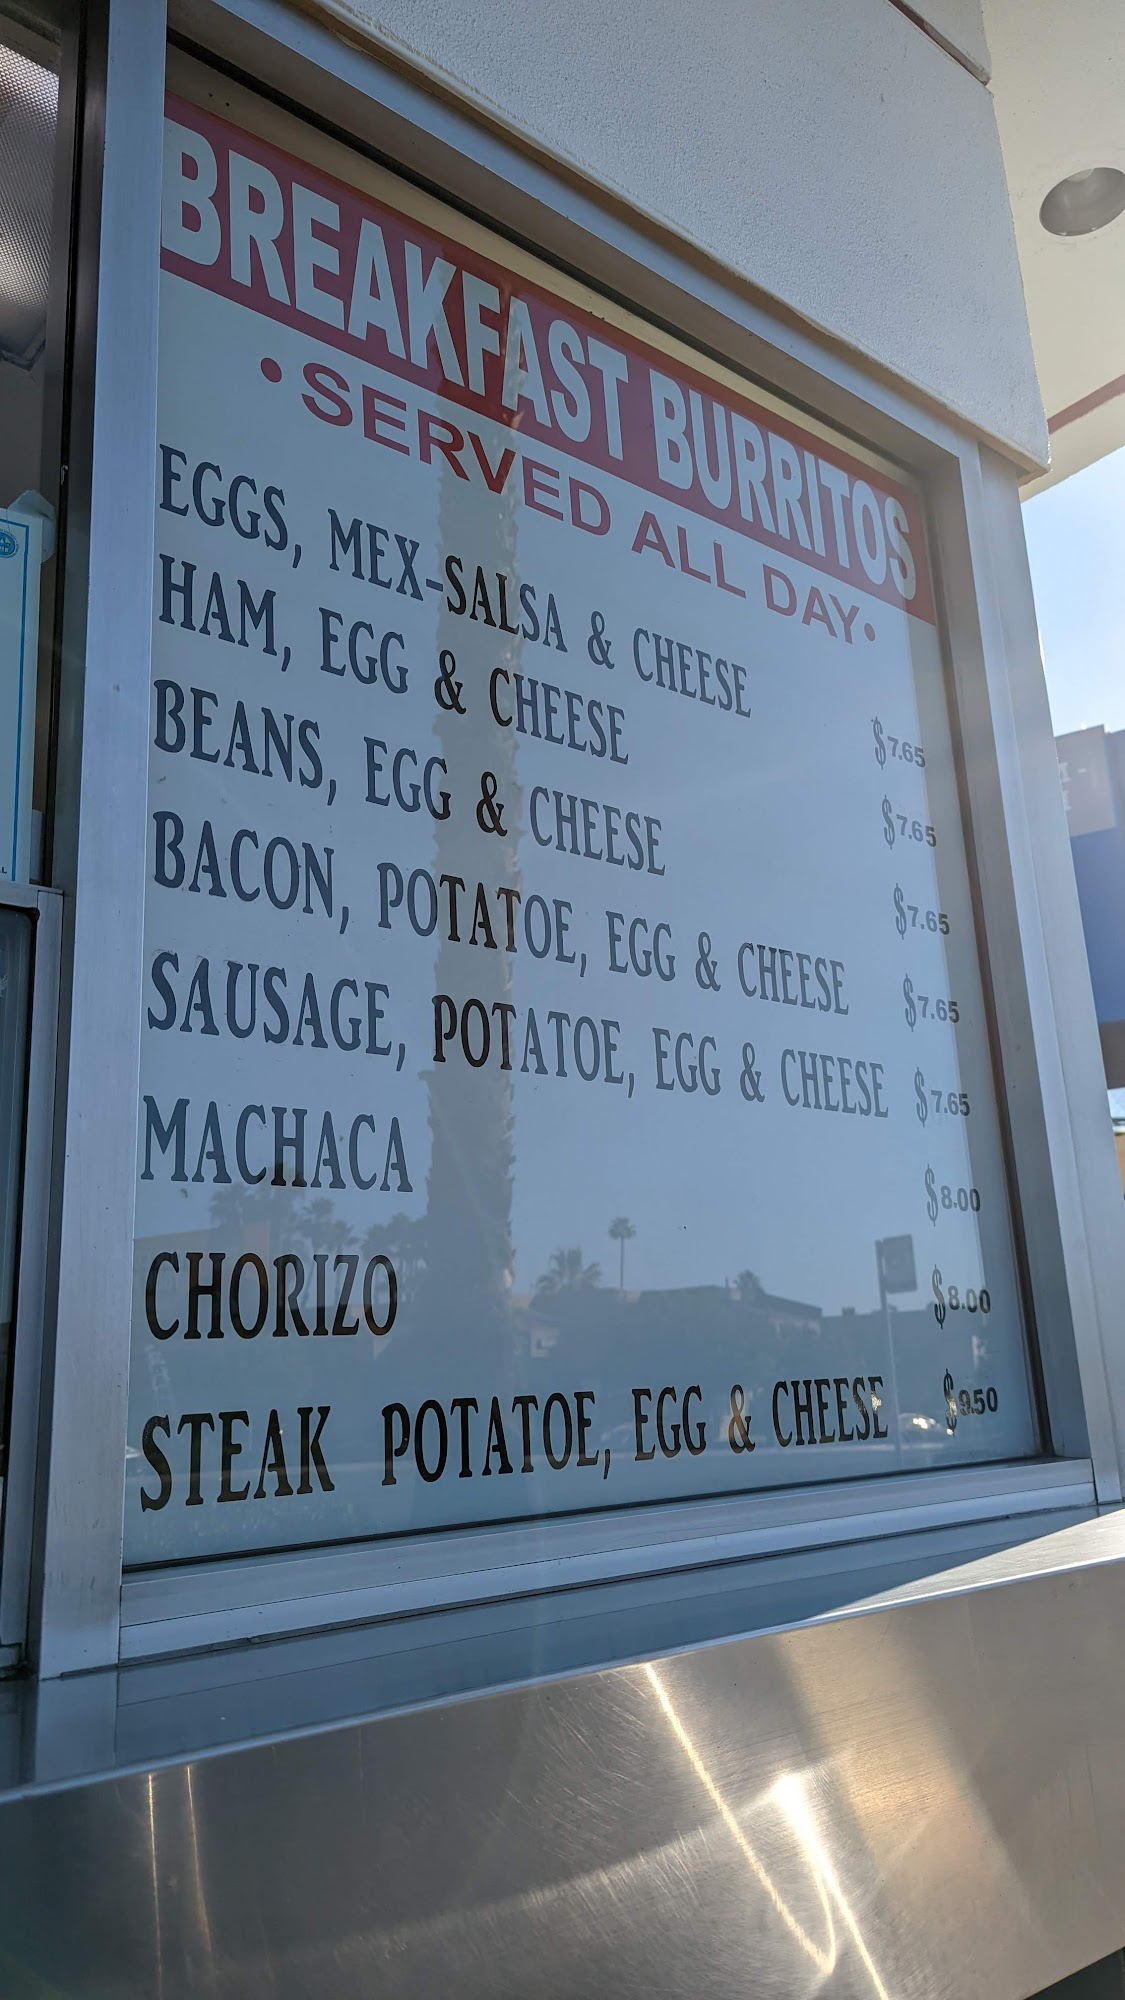 BREAKFAST BURRITOS
• SERVED ALL DAY •
EGGS, MEX-SALSA & CHEESE $7.65
HAM, EGG & CHEESE $7.65
BEANS, EGG & CHEESE $7.65
BACON, POTATOE, EGG & CHEESE $7.65
SAUSAGE, POTATOE, EGG & CHEESE $7.65
MACHACA $8.00
CHORIZO $8.00
STEAK POTATOE, EGG & CHEESE $9.50